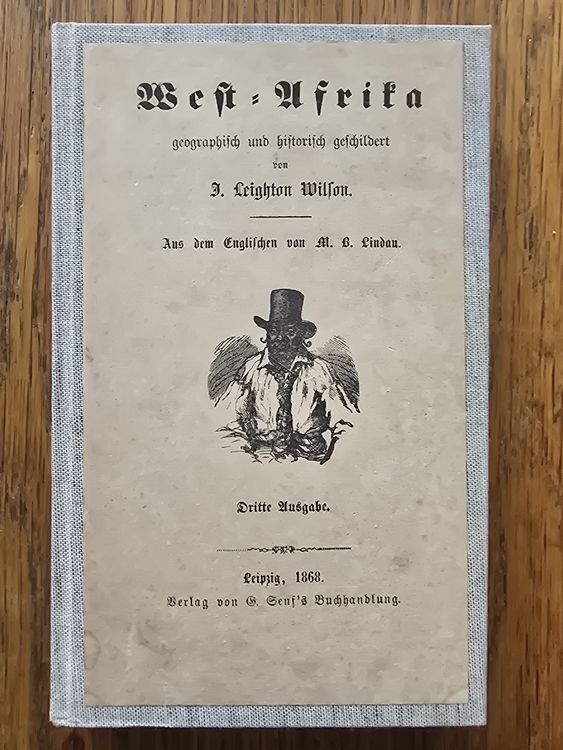 West-Afrika
geographisch und historisch geschildert
von
J. Leighton Wilson.
Aus dem Englischen von M. B. Lindau.
Dritte Ausgabe.
Leipzig, 1868.
Verlag von G. Senf's Buchhandlung.